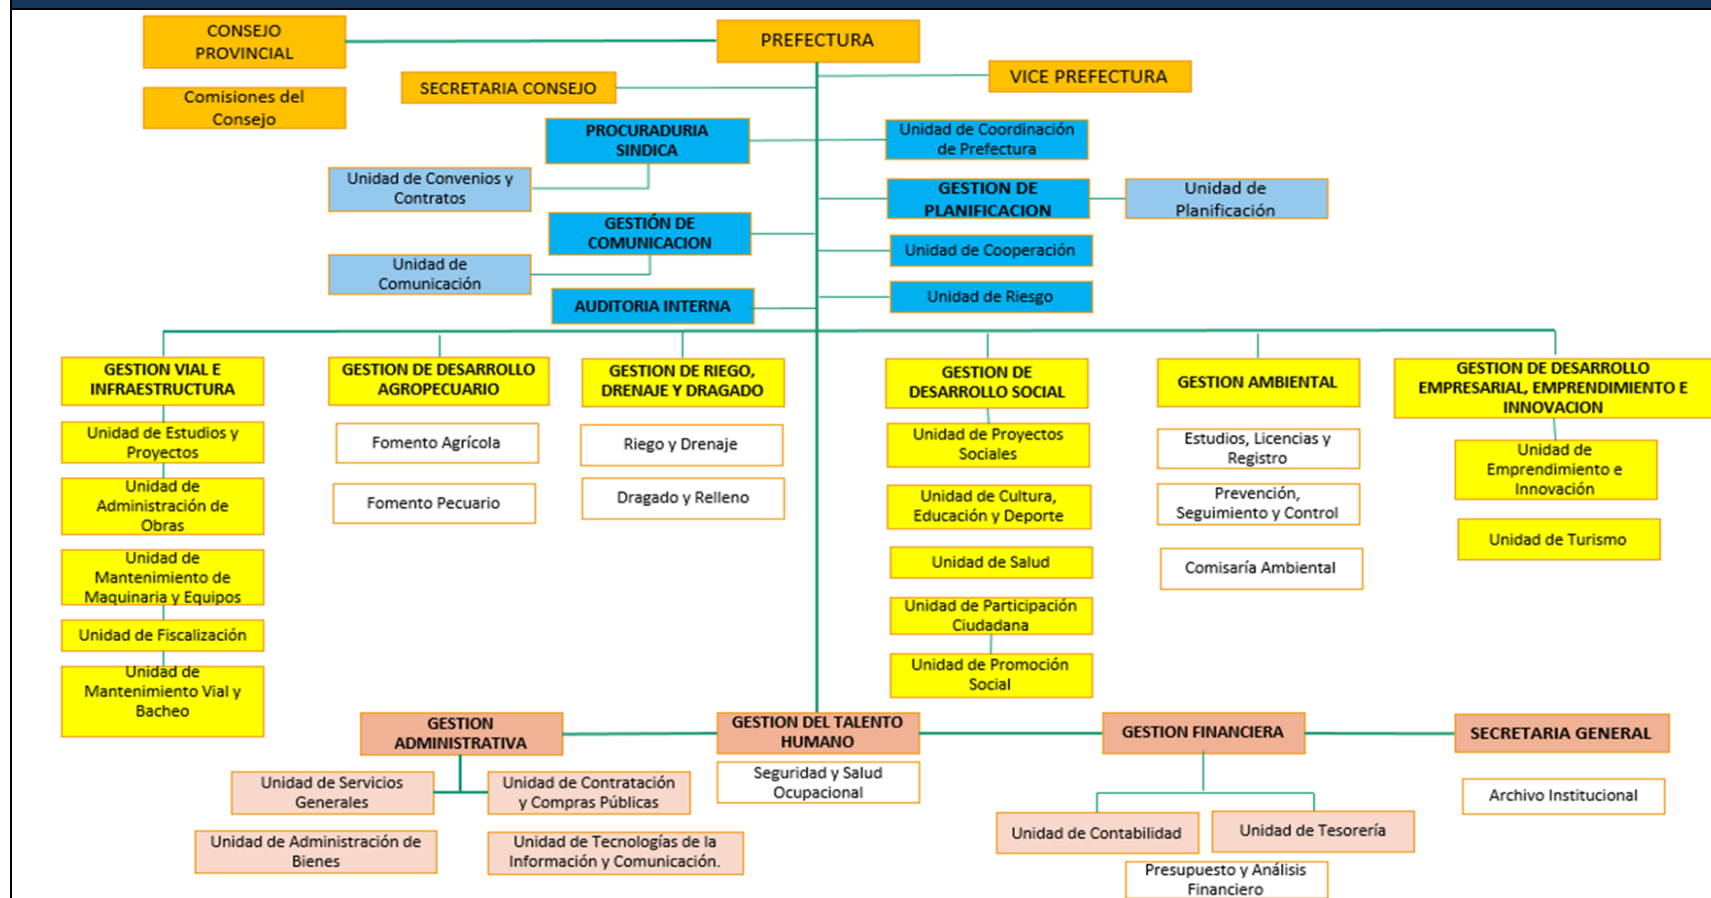 CONSEJO
PROVINCIAL
PREFECTURA
VICE PREFECTURA
SECRETARIA CONSEJO
Comisiones del
Consejo
PROCURADURIA
SINDICA
Unidad de Coordinación
de Prefectura
Unidad de Convenios y
Contratos
GESTION DE
PLANIFICACION
Unidad de
Planificación
GESTIÓN DE
COMUNICACION
Unidad de Cooperación
Unidad de
Comunicación
Unidad de Riesgo
AUDITORIA INTERNA
GESTION VIAL E
INFRAESTRUCTURA
GESTION DE DESARROLLO
AGROPECUARIO
GESTION DE RIEGO,
DRENAJE Y DRAGADO
GESTION DE
DESARROLLO SOCIAL
GESTION AMBIENTAL
GESTION DE DESARROLLO
EMPRESARIAL, EMPRENDIMIENTO E
INNOVACION
Unidad de Estudios y
Proyectos
Unidad de
Administración de
Obras
Unidad de
Mantenimiento de
Maquinaria y Equipos
Unidad de Fiscalización
Unidad de
Mantenimiento Vial y
Bacheo
Fomento Agrícola
Fomento Pecuario
Riego y Drenaje
Dragado y Relleno
Unidad de Proyectos
Sociales
Unidad de Cultura,
Educación y Deporte
Unidad de Salud
Unidad de Participación
Ciudadana
Unidad de Promoción
Social
Estudios, Licencias y
Registro
Prevención,
Seguimiento y Control
Comisaría Ambiental
Unidad de
Emprendimiento e
Innovación
Unidad de Turismo
GESTION
ADMINISTRATIVA
GESTION DEL TALENTO
HUMANO
GESTION FINANCIERA
SECRETARIA GENERAL
Unidad de Servicios
Generales
Unidad de Contratación
y Compras Públicas
Unidad de Administración de
Bienes
Unidad de Tecnologías de la
Información y Comunicación.
Seguridad y Salud
Ocupacional
Unidad de Contabilidad
Unidad de Tesorería
Presupuesto y Análisis
Financiero
Archivo Institucional